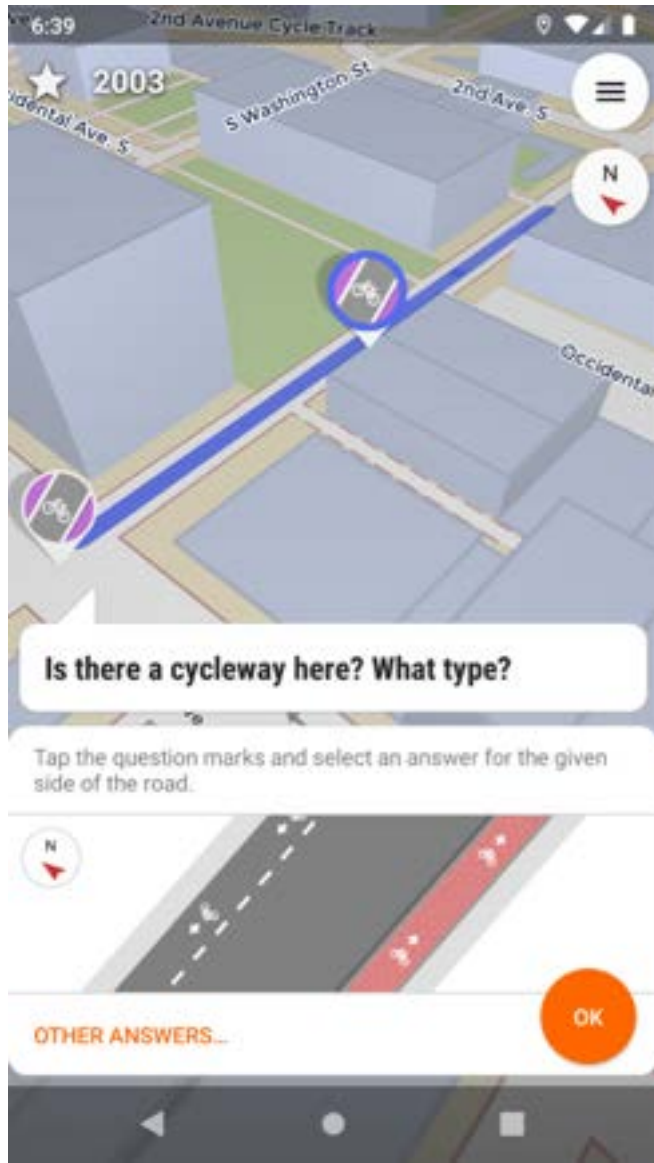 6:39
2nd Avenue Cycle Track
2003
S Washington St
2nd Ave. S
Ave. S
N
Occidental
Is there a cycleway here? What type?
Tap the question marks and select an answer for the given
side of the road.
N
OTHER ANSWERS...
OK